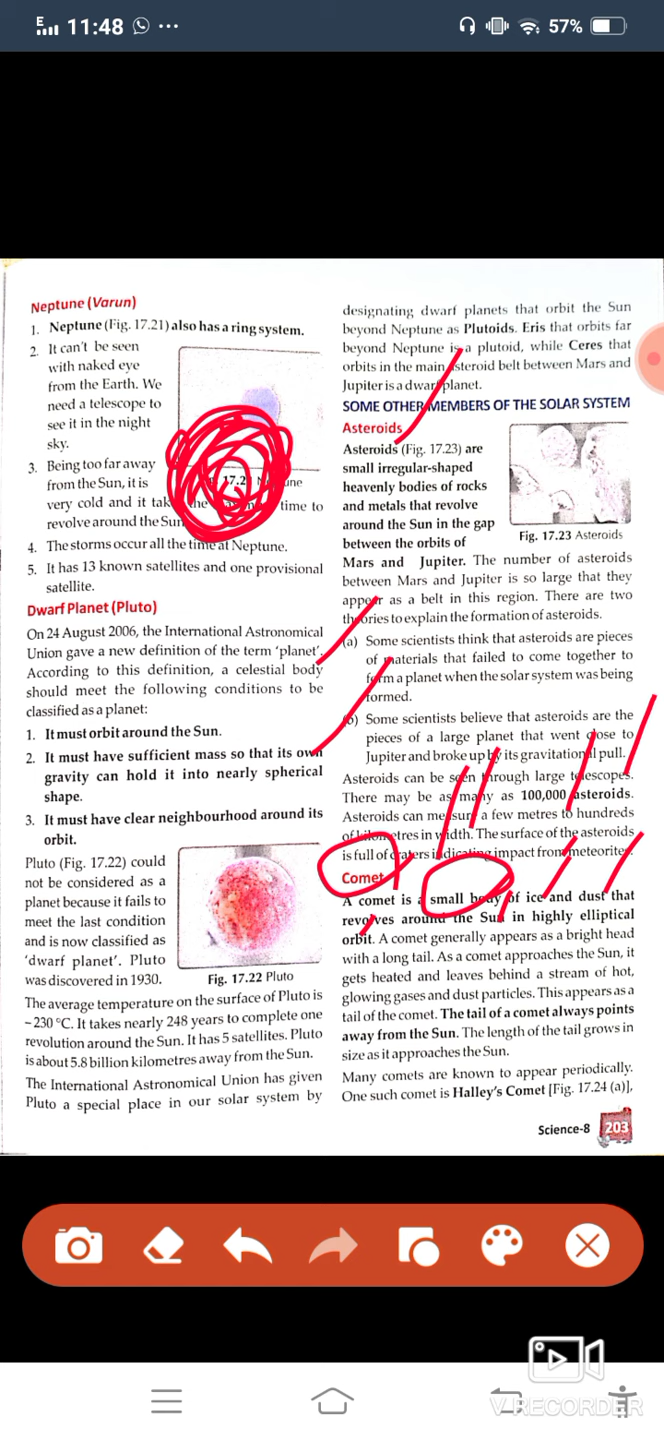 E
11:48
57%
Neptune (Varun)
1. Neptune (Fig. 17.21) also has a ring system.
2. It can't be seen
with naked eye
from the Earth. We
need a telescope to
see it in the night
sky.
3. Being too far away
from the Sun, it is
very cold and it time to
revolve around the Sun
4. The storms occur all the time at Neptune.
5. It has 13 known satellites and one provisional
satellite.
Dwarf Planet (Pluto)
On 24 August 2006, the International Astronomical
Union gave a new definition of the term 'planet'.
According to this definition, a celestial body
should meet the following conditions to be
classified as a planet:
1. It must orbit around the Sun.
2. It must have sufficient mass so that its own
gravity can hold it into nearly spherical
shape.
3. It must have clear neighbourhood around its
orbit.
Pluto (Fig. 17.22) could
not be considered as a
planet because it fails to
meet the last condition
and is now classified as
'dwarf planet'. Pluto
was discovered in 1930.
Fig. 17.22 Pluto
The average temperature on the surface of Pluto is
–230 °C. It takes nearly 248 years to complete one
revolution around the Sun. It has 5 satellites. Pluto
is about 5.8 billion kilometres away from the Sun.
The International Astronomical Union has given
Pluto a special place in our solar system by
designating dwarf planets that orbit the Sun
beyond Neptune as Plutoids. Eris that orbits far
beyond Neptune is a plutoid, while Ceres that
orbits in the main asteroid belt between Mars and
Jupiter is a dwarf planet.
SOME OTHER MEMBERS OF THE SOLAR SYSTEM
Asteroids
Asteroids (Fig. 17.23) are
small irregular-shaped
heavenly bodies of rocks
and metals that revolve
around the Sun in the gap
between the orbits of
Fig. 17.23 Asteroids
Mars and Jupiter. The number of asteroids
between Mars and Jupiter is so large that they
appear as a belt in this region. There are two
theories to explain the formation of asteroids.
(a) Some scientists think that asteroids are pieces
of materials that failed to come together to
form a planet when the solar system was being
formed.
(b) Some scientists believe that asteroids are the
pieces of a large planet that went close to
Jupiter and broke up by its gravitational pull.
Asteroids can be seen through large telescopes.
There may be as many as 100,000 asteroids.
Asteroids can measure a few metres to hundreds
of kilometres in width. The surface of the asteroids
is full of craters indicating impact from meteorites.
Comet
A comet is a small body of ice and dust that
revolves around the Sun in highly elliptical
orbit. A comet generally appears as a bright head
with a long tail. As a comet approaches the Sun, it
gets heated and leaves behind a stream of hot,
glowing gases and dust particles. This appears as a
tail of the comet. The tail of a comet always points
away from the Sun. The length of the tail grows in
size as it approaches the Sun.
Many comets are known to appear periodically.
One such comet is Halley's Comet [Fig. 17.24 (a)],
Science-8 203
V RECORDER